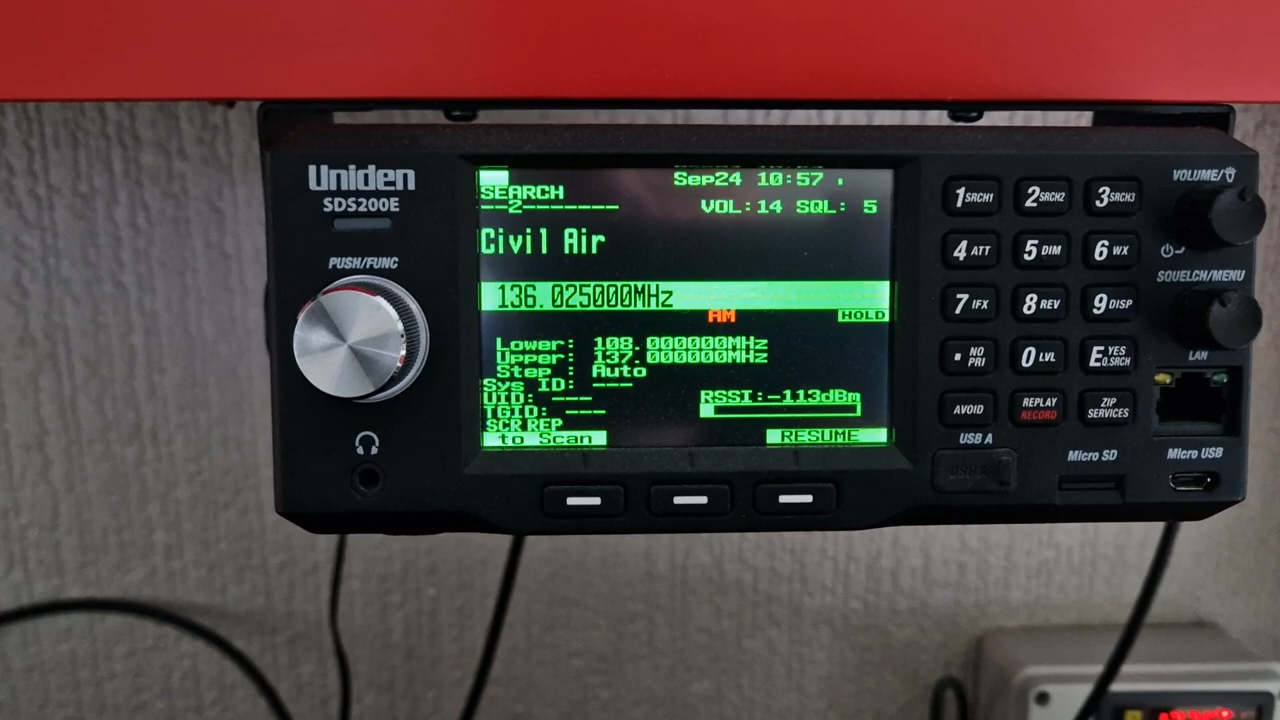 Uniden
SDS200E
PUSH/FUNC
Sep24 10:57
SEARCH
--2-------
VOL:14 SQL: 5
Civil Air
136.025000MHz
AM
HOLD
Lower: 108.000000MHz
Upper: 137.000000MHz
Step : Auto
Sys ID: ---
UID: ---
TGID: ---
RSSI:-113dBm
SCR REP
to Scan
RESUME
1 SRCH1
2 SRCH2
3 SRCH3
4 ATT
5 DIM
6 WX
7 IFX
8 REV
9 DISP
. NO PRI
0 LVL
E YES Q.SRCH
AVOID
REPLAY
RECORD
ZIP
SERVICES
VOLUME/
SQUELCH/MENU
LAN
USB A
USB A
Micro SD
Micro USB